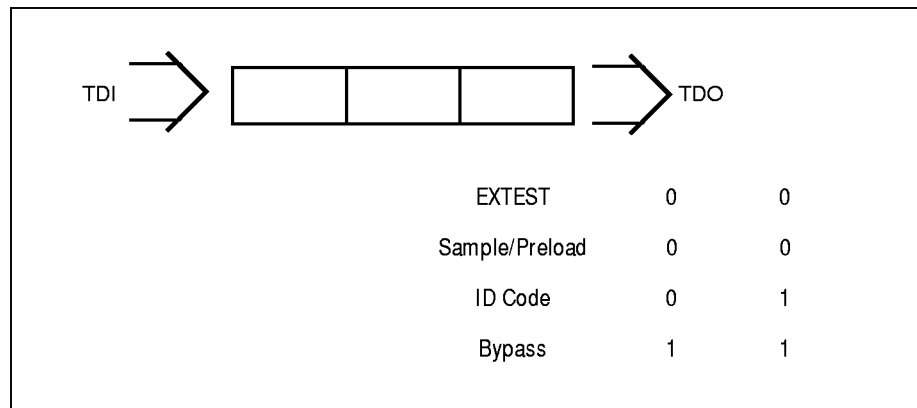 TDI TDO
EXTEST 0 0
Sample/Preload 0 0
ID Code 0 1
Bypass 1 1